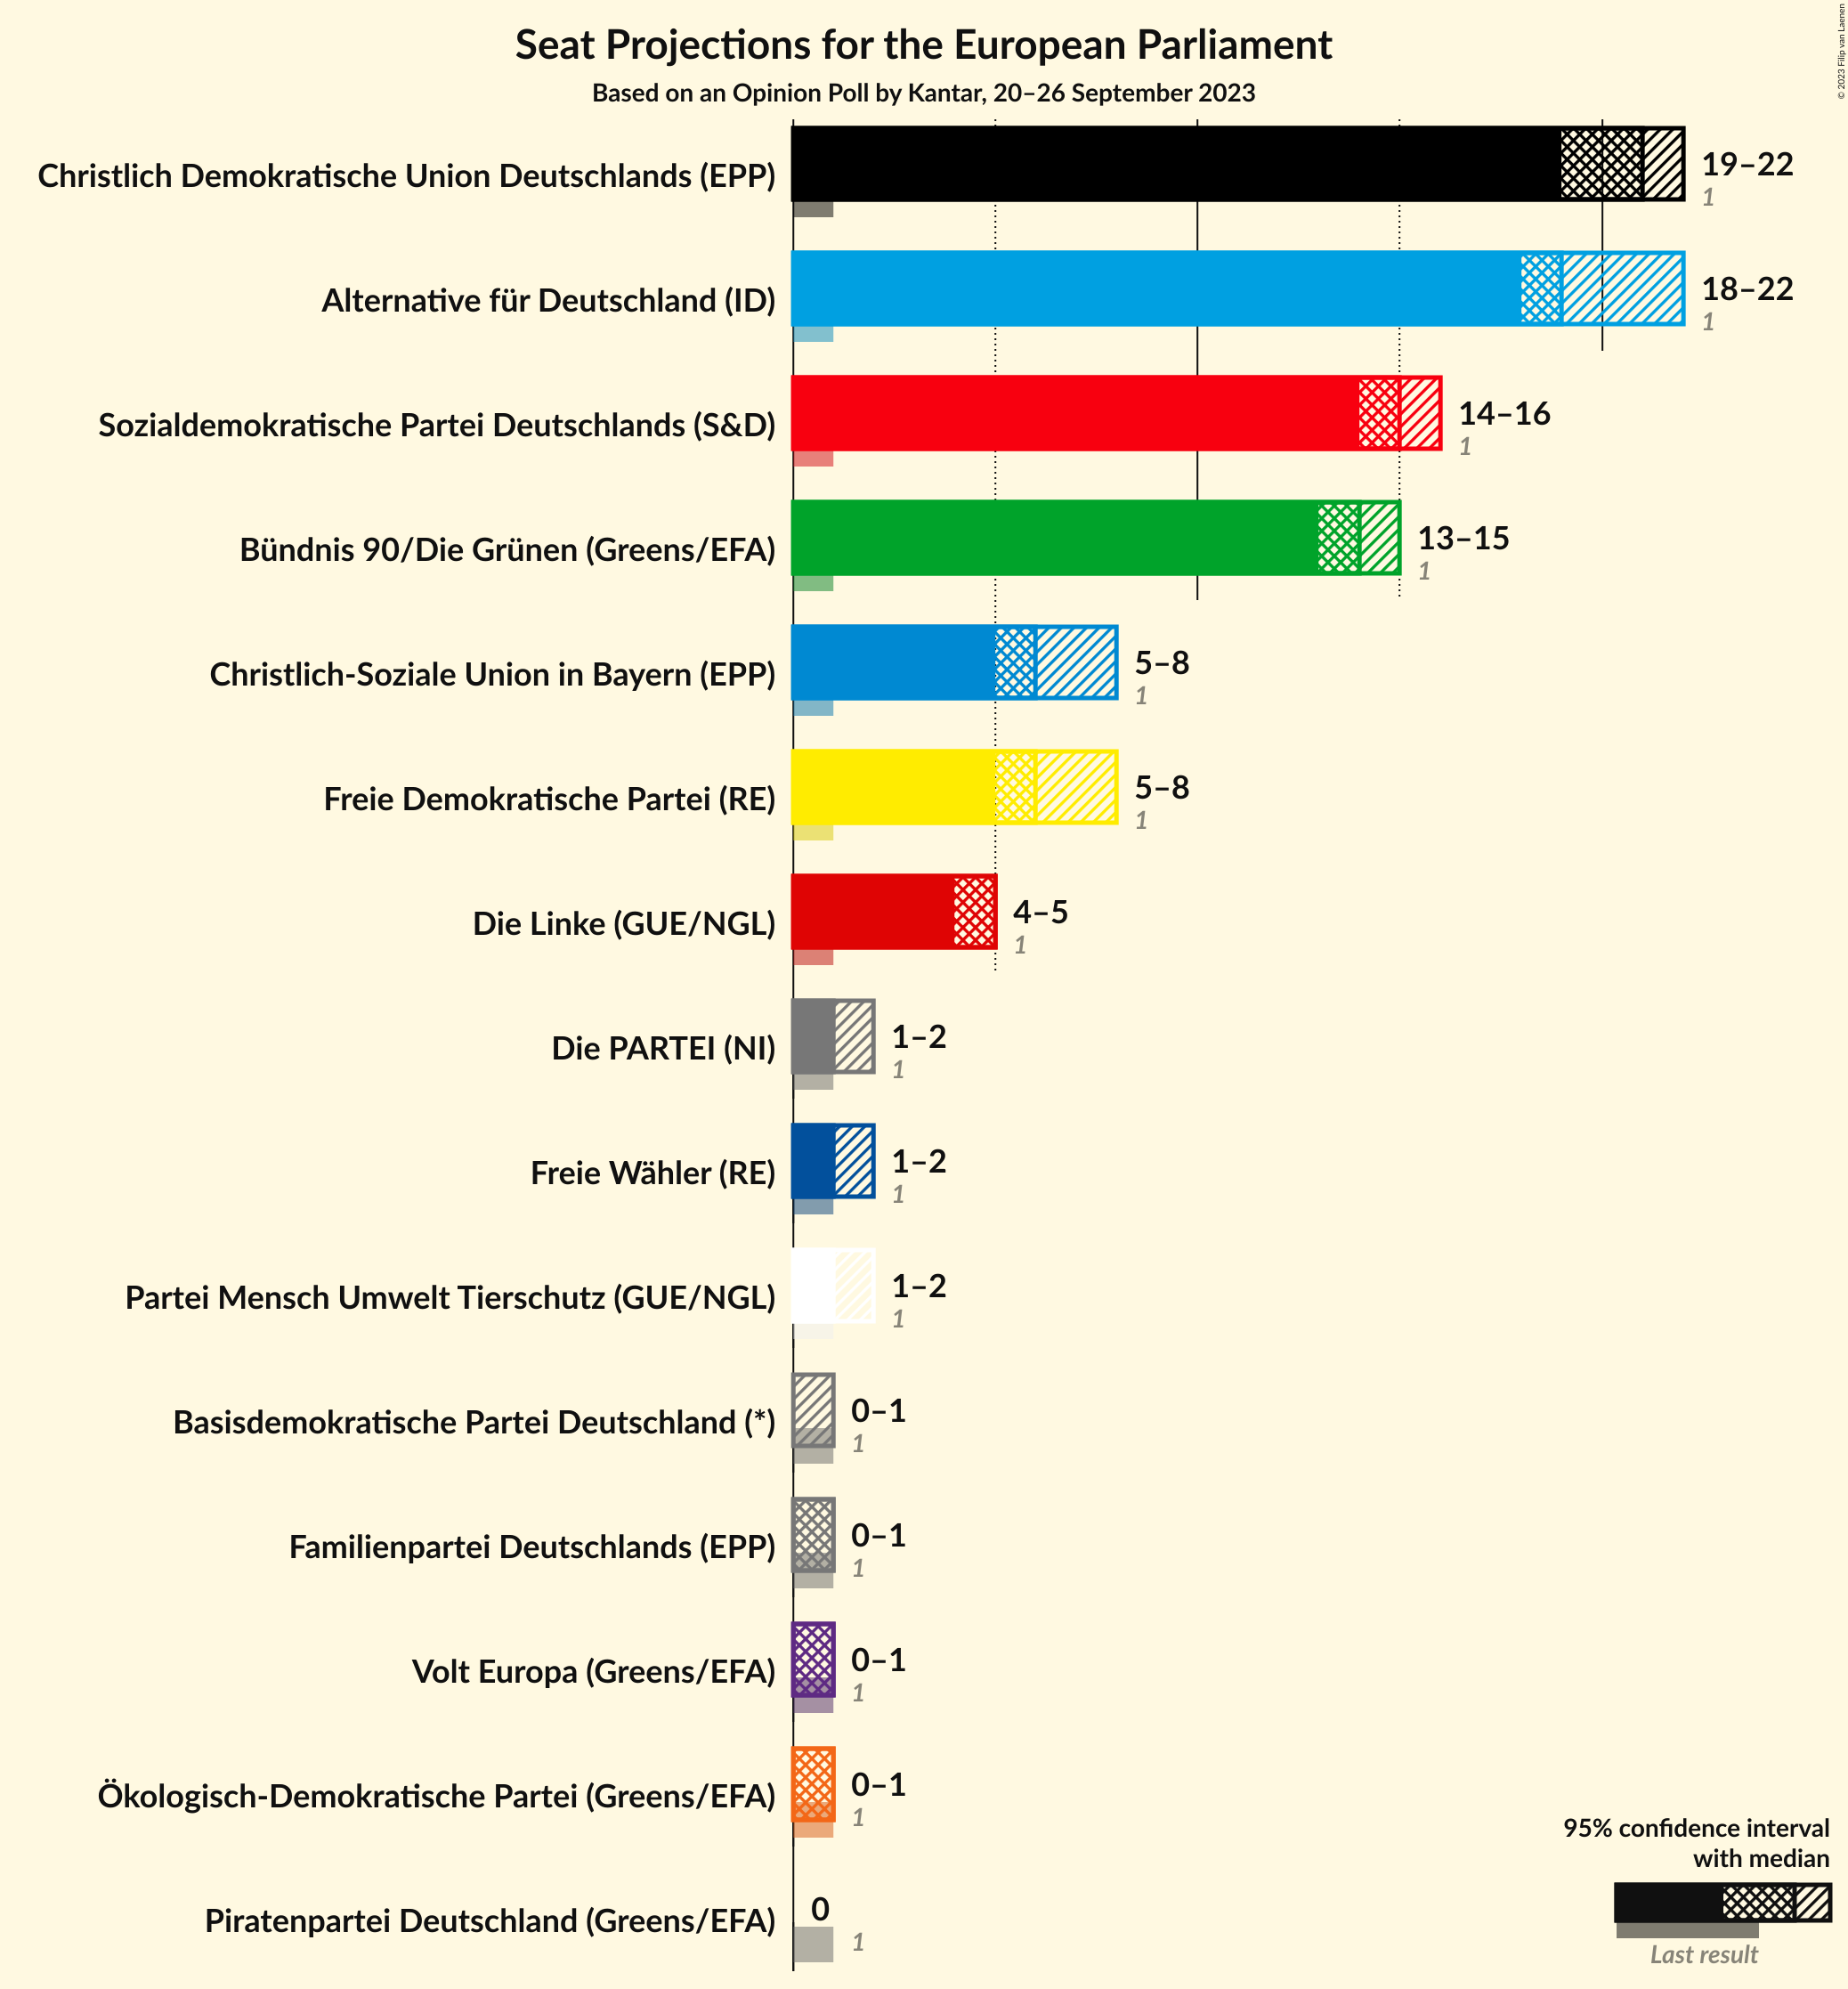 Seat Projections for the European Parliament
Based on an Opinion Poll by Kantar, 20–26 September 2023
© 2023 Filip van Laenen
Christlich Demokratische Union Deutschlands (EPP)
19–22
1
Alternative für Deutschland (ID)
18–22
1
Sozialdemokratische Partei Deutschlands (S&D)
14–16
1
Bündnis 90/Die Grünen (Greens/EFA)
13–15
1
Christlich-Soziale Union in Bayern (EPP)
5–8
1
Freie Demokratische Partei (RE)
5–8
1
Die Linke (GUE/NGL)
4–5
1
Die PARTEI (NI)
1–2
1
Freie Wähler (RE)
1–2
1
Partei Mensch Umwelt Tierschutz (GUE/NGL)
1–2
1
Basisdemokratische Partei Deutschland (*)
0–1
1
Familienpartei Deutschlands (EPP)
0–1
1
Volt Europa (Greens/EFA)
0–1
1
Ökologisch-Demokratische Partei (Greens/EFA)
0–1
1
Piratenpartei Deutschland (Greens/EFA)
0
1
95% confidence interval
with median
Last result